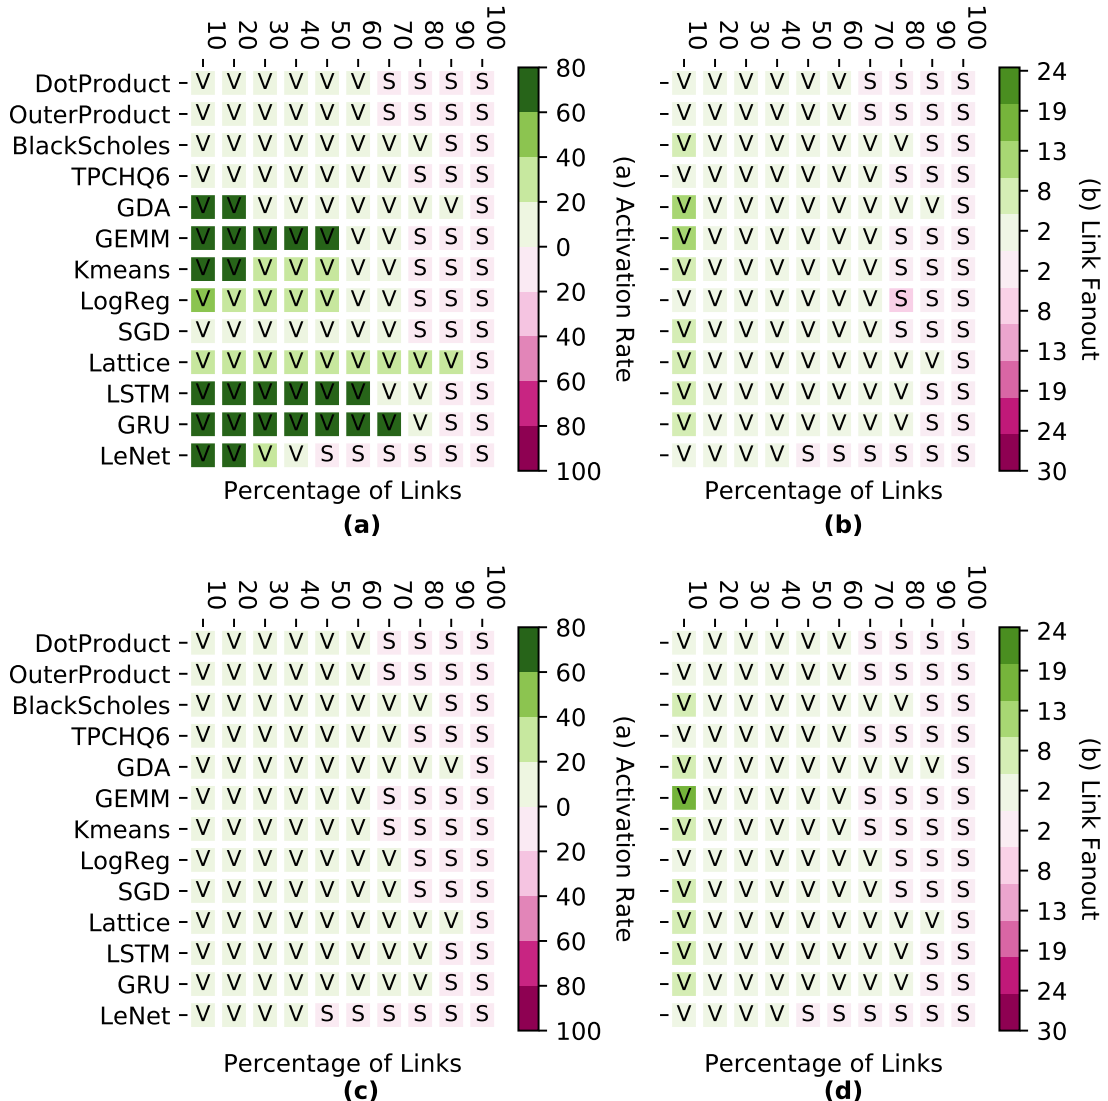 10 20 30 40 50 60 70 80 90 100
DotProduct V V V V V V S S S S
OuterProduct V V V V V V S S S S
BlackScholes V V V V V V V V S S
TPCHQ6 V V V V V V V S S S
GDA V V V V V V V V V S
GEMM V V V V V V V S S S
Kmeans V V V V V V V S S S
LogReg V V V V V V V S S S
SGD V V V V V V V S S S
Lattice V V V V V V V V V S
LSTM V V V V V V V V S S
GRU V V V V V V V V S S
LeNet V V V V S S S S S S
Percentage of Links
(a)
80
60
40
20
0
20
40
60
80
100
(a) Activation Rate
10 20 30 40 50 60 70 80 90 100
V V V V V V S S S S
V V V V V V S S S S
V V V V V V V V S S
V V V V V V V S S S
V V V V V V V V V S
V V V V V V V S S S
V V V V V V V S S S
V V V V V V V S S S
V V V V V V V S S S
V V V V V V V V V S
V V V V V V V V S S
V V V V V V V V S S
V V V V S S S S S S
Percentage of Links
(b)
24
19
13
8
2
2
8
13
19
24
30
(b) Link Fanout
10 20 30 40 50 60 70 80 90 100
DotProduct V V V V V V S S S S
OuterProduct V V V V V V S S S S
BlackScholes V V V V V V V V S S
TPCHQ6 V V V V V V V S S S
GDA V V V V V V V V V S
GEMM V V V V V V S S S S
Kmeans V V V V V V S S S S
LogReg V V V V V V V S S S
SGD V V V V V V V S S S
Lattice V V V V V V V V V S
LSTM V V V V V V V V S S
GRU V V V V V V V V S S
LeNet V V V V S S S S S S
Percentage of Links
(c)
80
60
40
20
0
20
40
60
80
100
(a) Activation Rate
10 20 30 40 50 60 70 80 90 100
V V V V V V S S S S
V V V V V V S S S S
V V V V V V V V S S
V V V V V V S S S S
V V V V V V V V V S
V V V V V V S S S S
V V V V V V S S S S
V V V V V V V S S S
V V V V V V V S S S
V V V V V V V V V S
V V V V V V V V S S
V V V V V V V V S S
V V V V S S S S S S
Percentage of Links
(d)
24
19
13
8
2
2
8
13
19
24
30
(b) Link Fanout